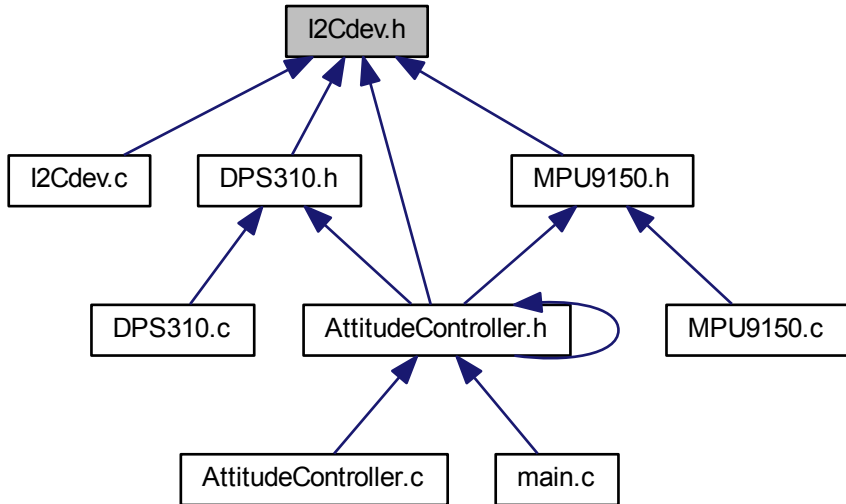 I2Cdev.h
I2Cdev.c
DPS310.h
MPU9150.h
DPS310.c
AttitudeController.h
MPU9150.c
AttitudeController.c
main.c